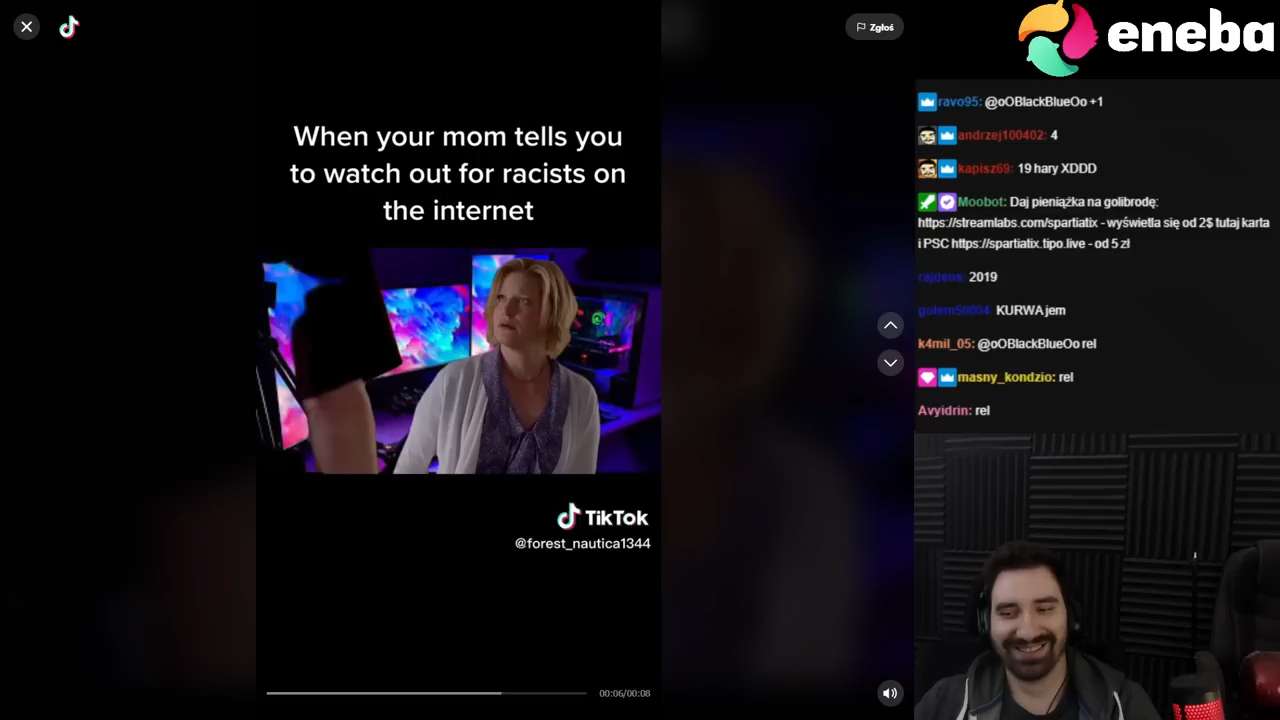 Zgłoś
When your mom tells you
to watch out for racists on
the internet
TikTok
@forest_nautica1344
00:06/00:08
eneba
ravo95: @oOBlackBlueOo +1
andrzej100402: 4
kapisz69: 19 hary XDDD
Moobot: Daj pieniążka na golibrodę:
https://streamlabs.com/spartiatix - wyświetla się od 2$ tutaj karta
i PSC https://spartiatix.tipo.live - od 5 zł
rajdens: 2019
golem50094: KURWA jem
k4mil_05: @oOBlackBlueOo rel
masny_kondzio: rel
Avyidrin: rel